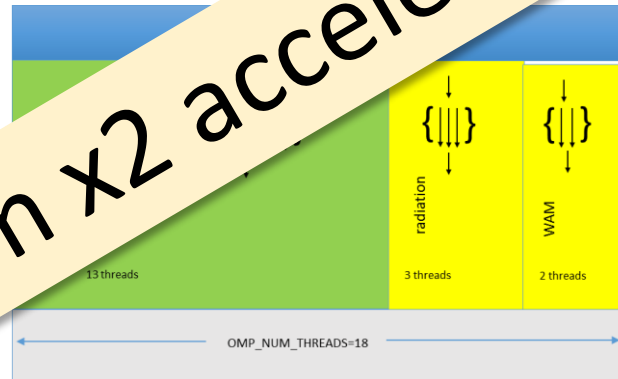 n x2 accele
radiation
WAM
13 threads
3 threads
2 threads
OMP_NUM_THREADS=18